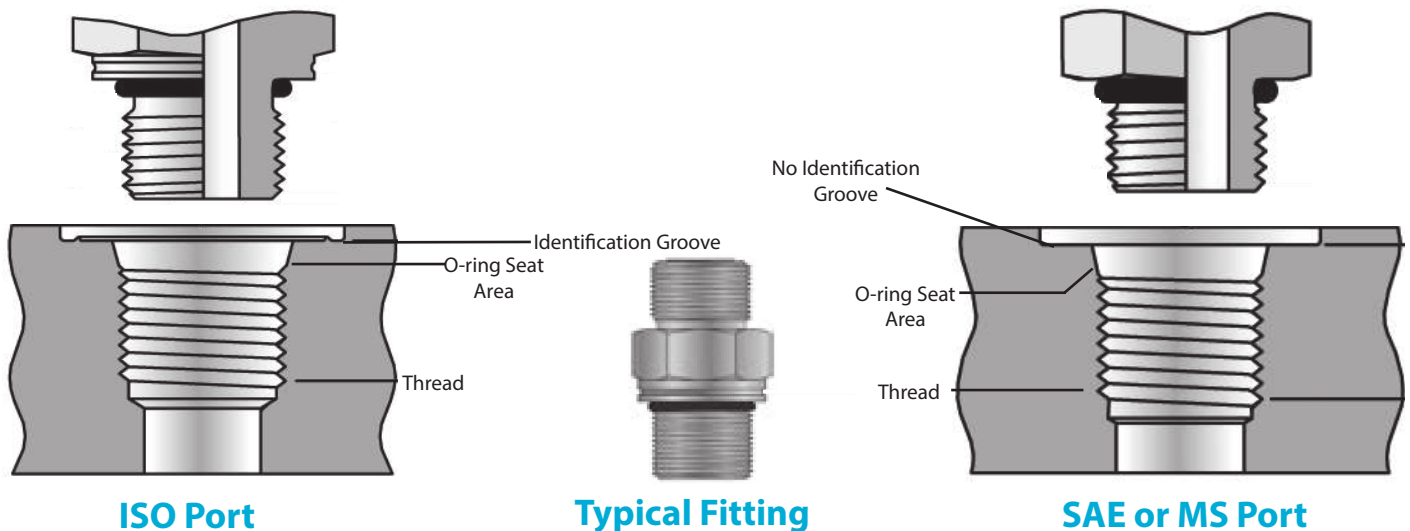 Identification Groove
O-ring Seat
Area
Thread
ISO Port
Typical Fitting
No Identification
Groove
O-ring Seat
Area
Thread
SAE or MS Port